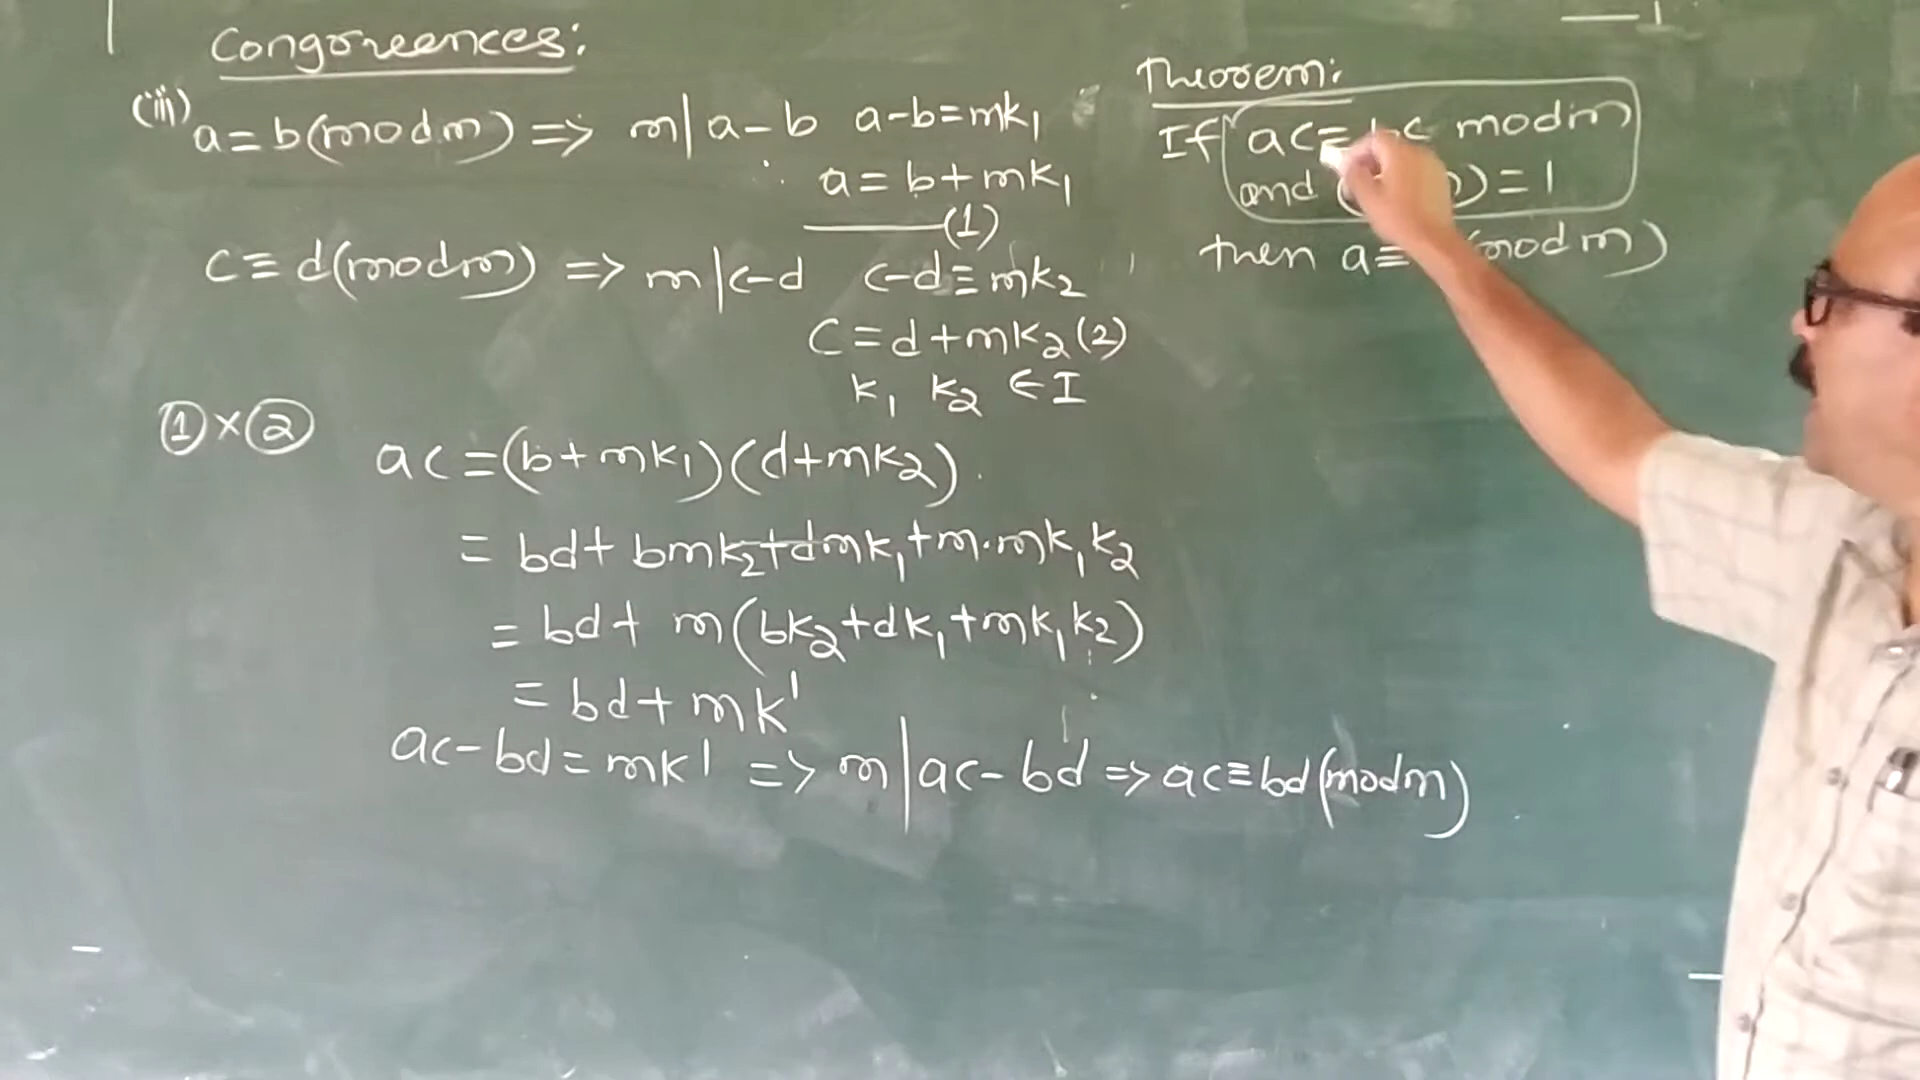 Congoreences:
(iii) a = b(mod m) => m | a - b a - b = mk₁
∴ a = b + mk₁
(1)
c ≡ d(mod m) => m | c - d c - d ≡ mk₂
C = d + mk₂ (2)
k₁ k₂ ∈ I
① × ② ac = (b + mk₁)(d + mk₂).
= bd + bmk₂ + dmk₁ + m·mk₁k₂
= bd + m(bk₂ + dk₁ + mk₁k₂)
= bd + mk'
ac - bd = mk' => m | ac - bd => ac ≡ bd(mod m)
Theorem:
If ac ≡ bc mod m
and ) = 1
then a ≡ mod m)